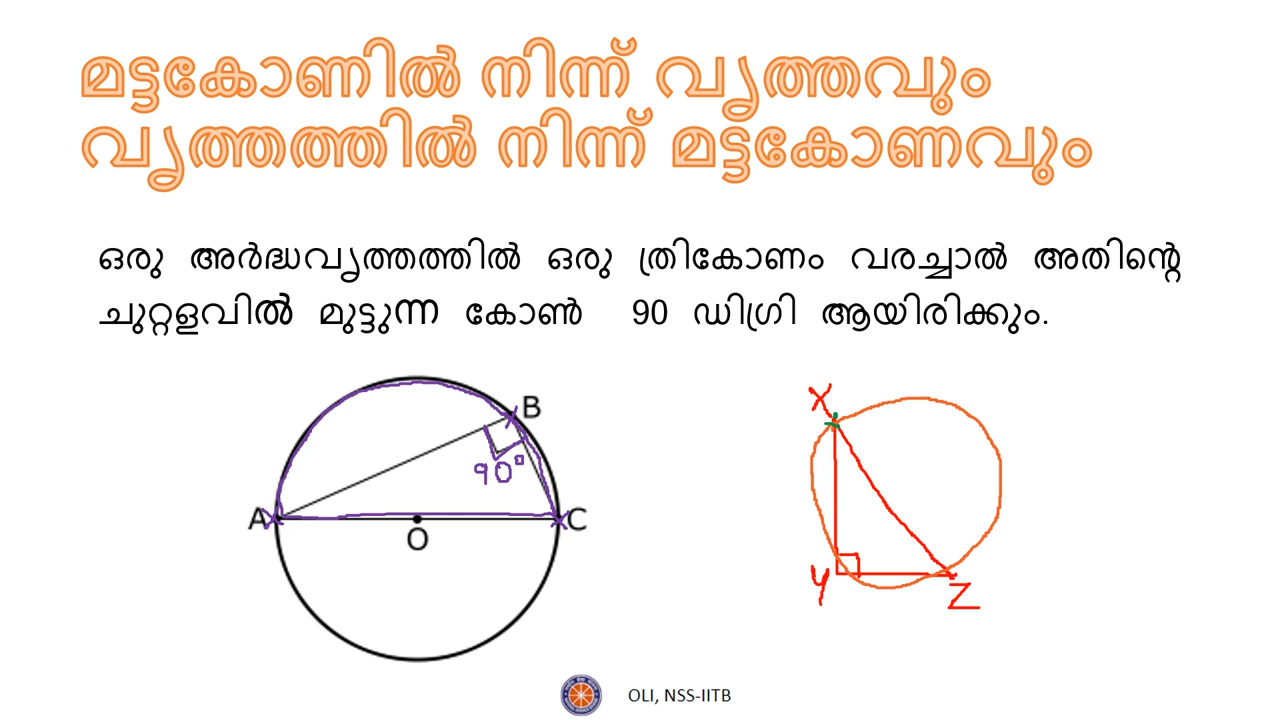 മട്ടകോണിൽ നിന്ന് വൃത്തവും
വൃത്തത്തിൽ നിന്ന് മട്ടകോണവും
ഒരു അർദ്ധവൃത്തത്തിൽ ഒരു ത്രികോണം വരച്ചാൽ അതിന്റെ
ചുറ്റളവിൽ മുട്ടുന്ന കോൺ 90 ഡിഗ്രി ആയിരിക്കും.
B
90°
A
C
O
X
Y
Z
OLI, NSS-IITB